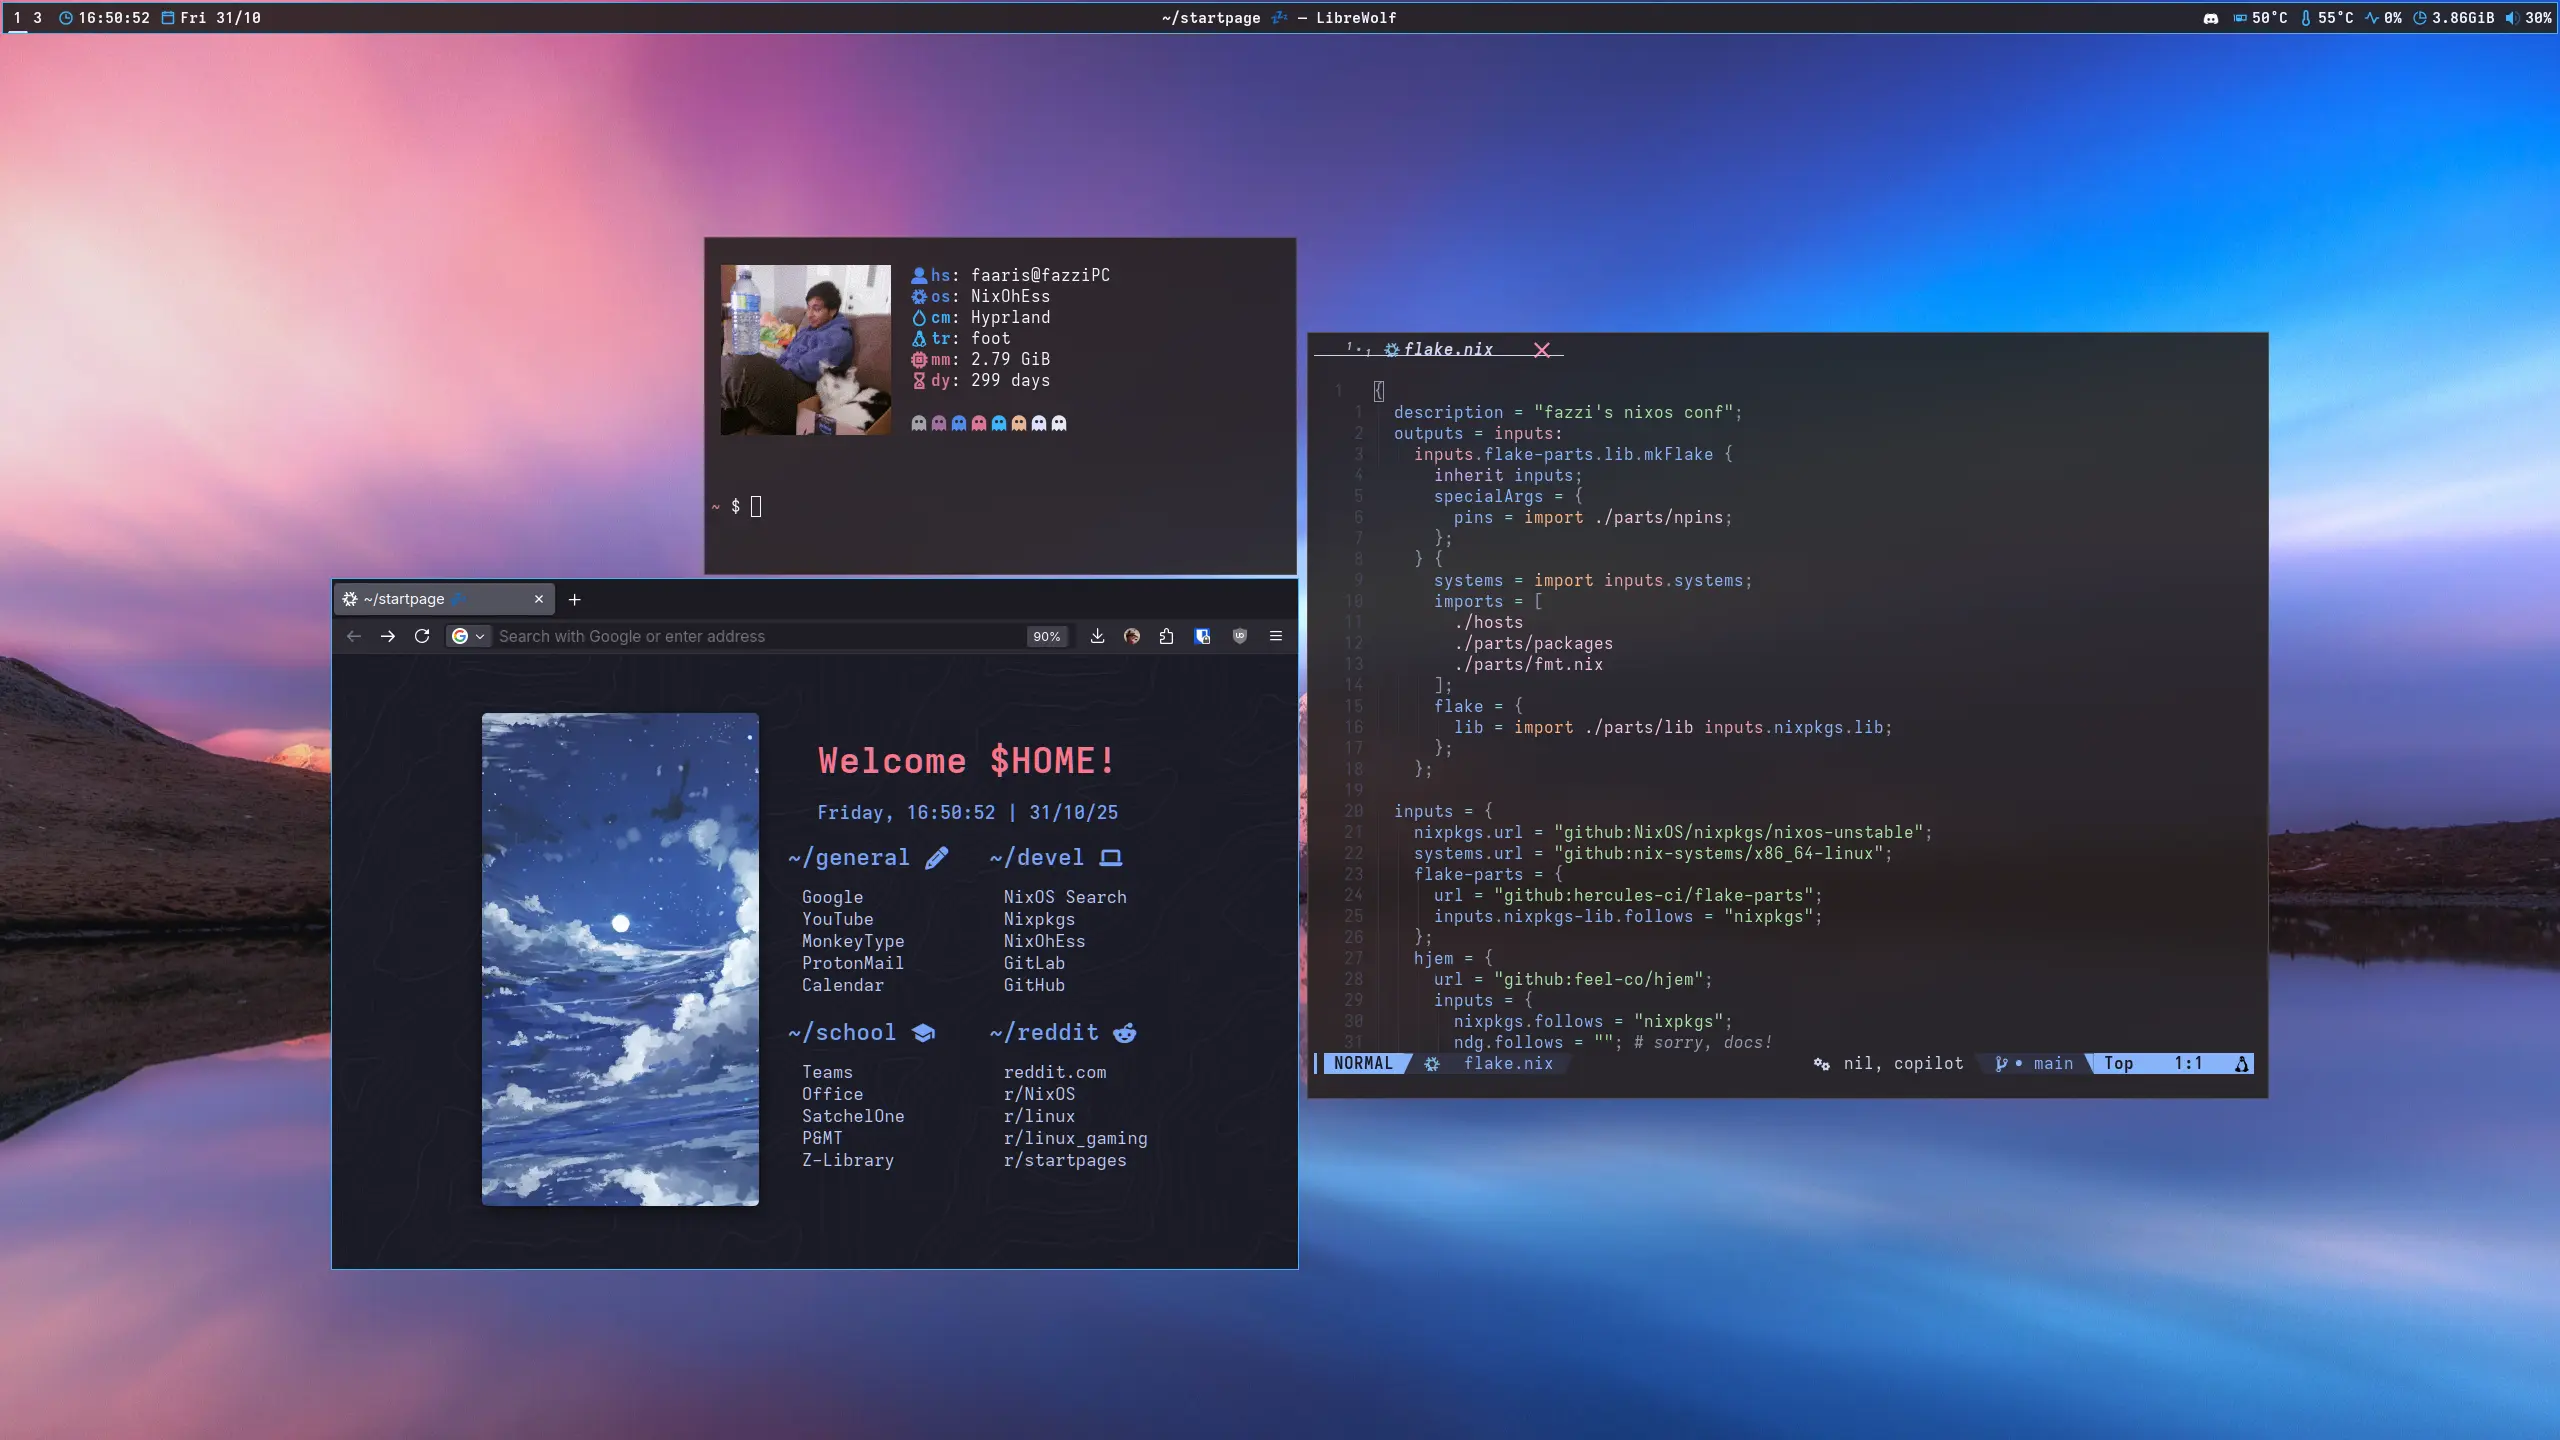 1 3 16:50:52 Fri 31/10
~/startpage 💤 — LibreWolf
50°C 55°C 0% 3.86GiB 30%
hs: faaris@fazziPC
os: NixOhEss
cm: Hyprland
tr: foot
mm: 2.79 GiB
dy: 299 days
~ $
~/startpage
Search with Google or enter address 90%
Welcome $HOME!
Friday, 16:50:52 | 31/10/25
~/general
Google
YouTube
MonkeyType
ProtonMail
Calendar
~/devel
NixOS Search
Nixpkgs
NixOhEss
GitLab
GitHub
~/school
Teams
Office
SatchelOne
P&MT
Z-Library
~/reddit
reddit.com
r/NixOS
r/linux
r/linux_gaming
r/startpages
flake.nix
1 {
1 description = "fazzi's nixos conf";
2 outputs = inputs:
3 inputs.flake-parts.lib.mkFlake {
4 inherit inputs;
5 specialArgs = {
6 pins = import ./parts/npins;
7 };
8 } {
9 systems = import inputs.systems;
10 imports = [
11 ./hosts
12 ./parts/packages
13 ./parts/fmt.nix
14 ];
15 flake = {
16 lib = import ./parts/lib inputs.nixpkgs.lib;
17 };
18 };
19
20 inputs = {
21 nixpkgs.url = "github:NixOS/nixpkgs/nixos-unstable";
22 systems.url = "github:nix-systems/x86_64-linux";
23 flake-parts = {
24 url = "github:hercules-ci/flake-parts";
25 inputs.nixpkgs-lib.follows = "nixpkgs";
26 };
27 hjem = {
28 url = "github:feel-co/hjem";
29 inputs = {
30 nixpkgs.follows = "nixpkgs";
31 ndg.follows = ""; # sorry, docs!
NORMAL flake.nix nil, copilot main Top 1:1